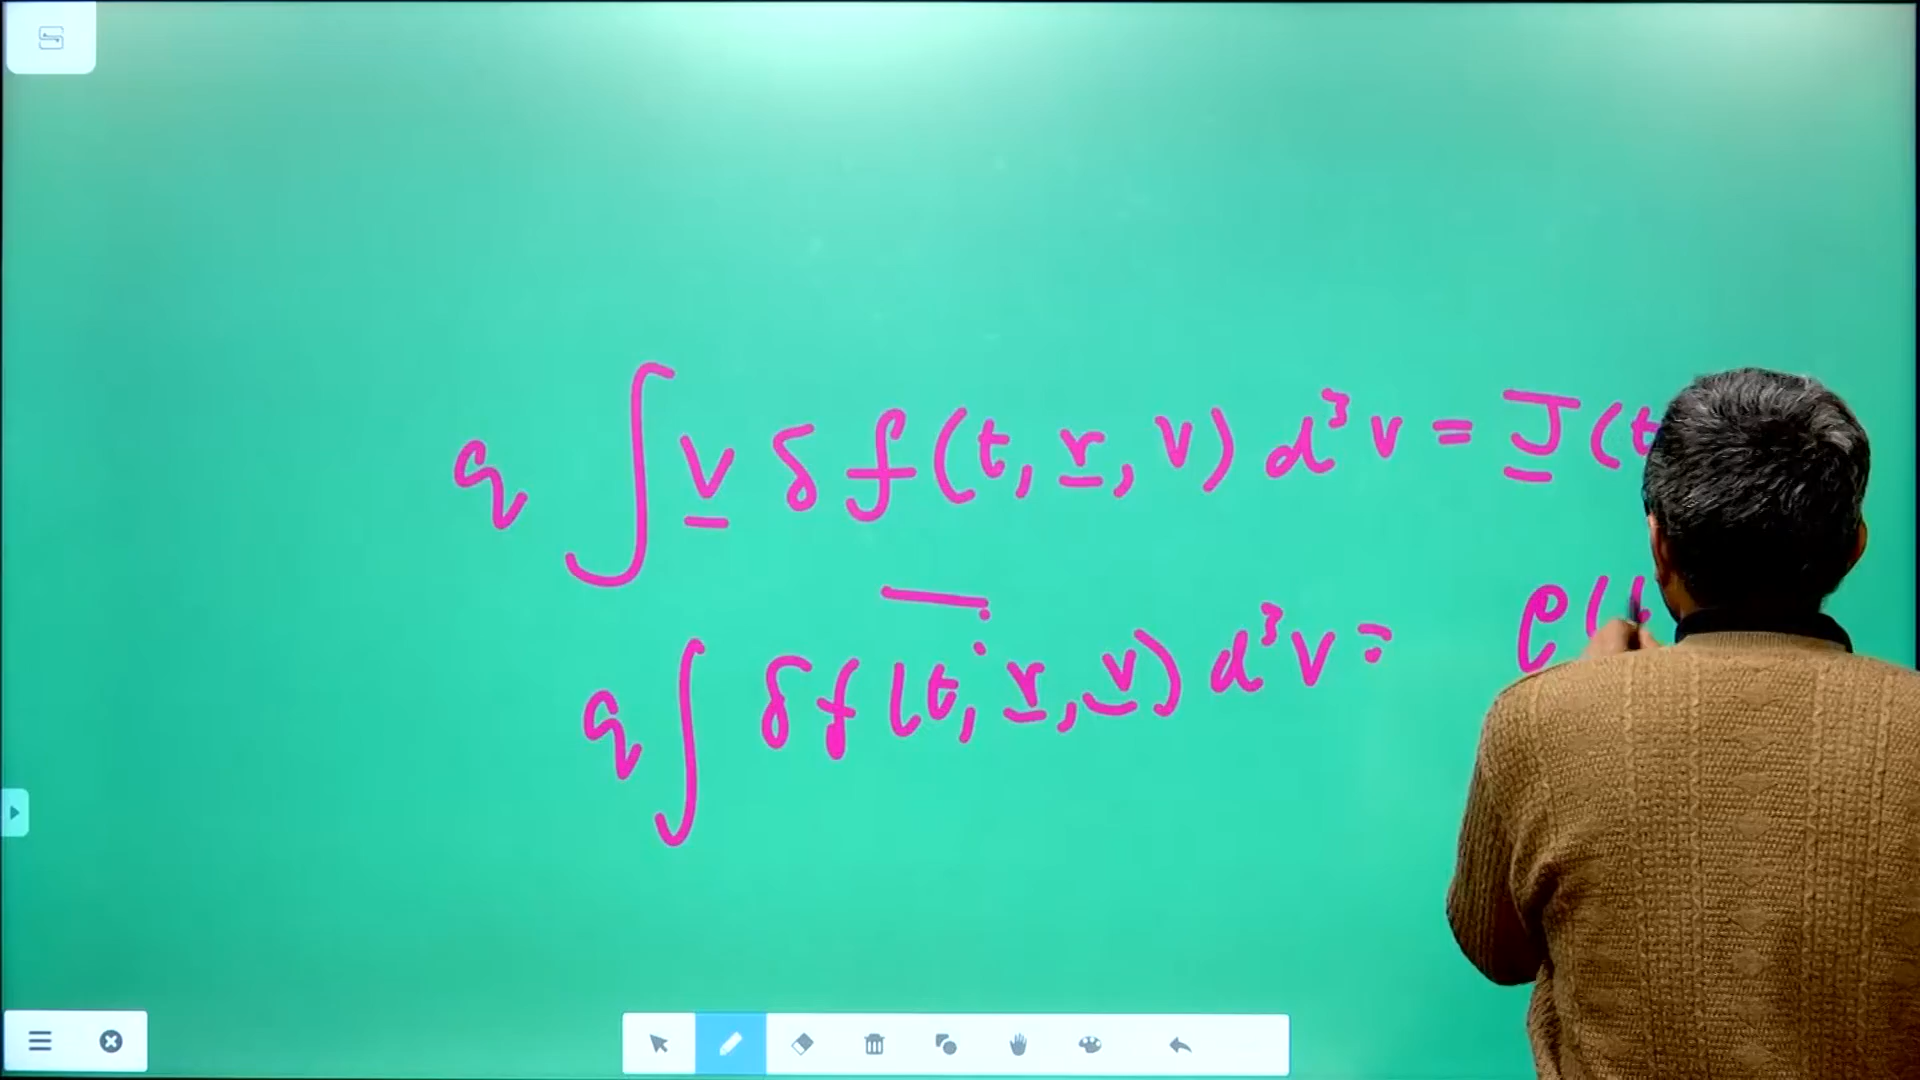 q ∫ v̲ δf(t, r̲, v) d³v = J̲(t
q ∫ δf(t, r̲, v̲) d³v = ρ(t